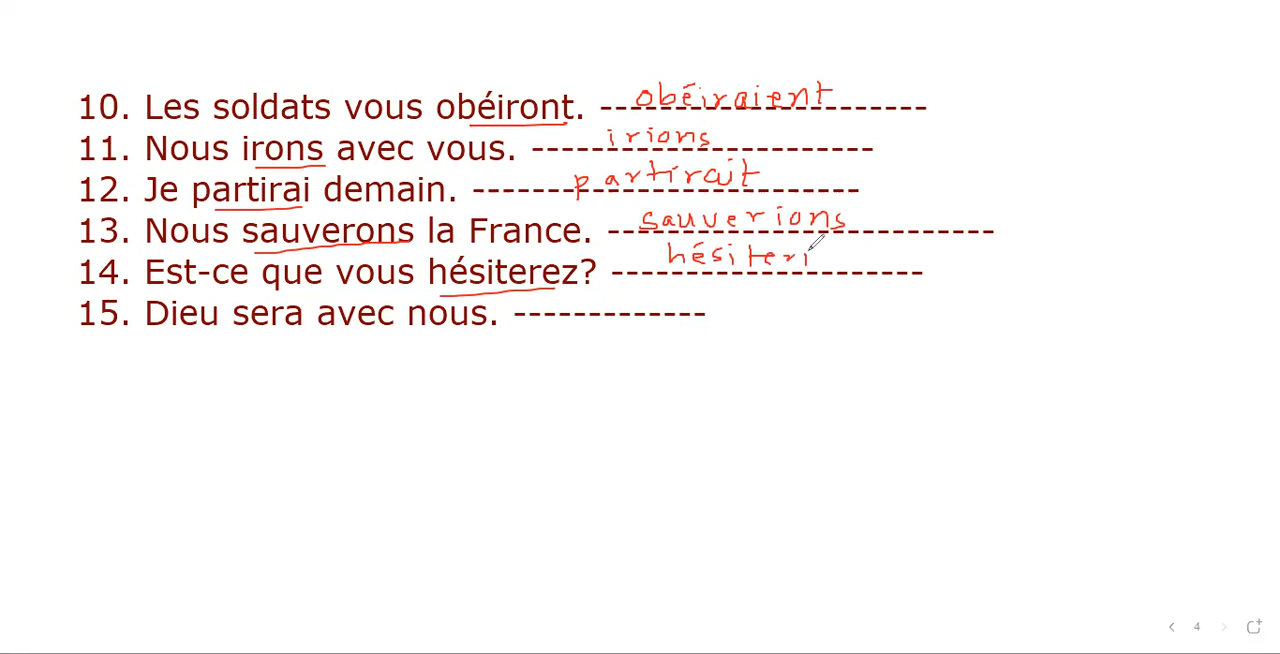 10. Les soldats vous obéiront. ---------------------- obéiraient
11. Nous irons avec vous. ----------------------- irions
12. Je partirai demain. -------------------------- partirait
13. Nous sauverons la France. -------------------------- sauverions
14. Est-ce que vous hésiterez? --------------------- hésiteri
15. Dieu sera avec nous. -------------
4